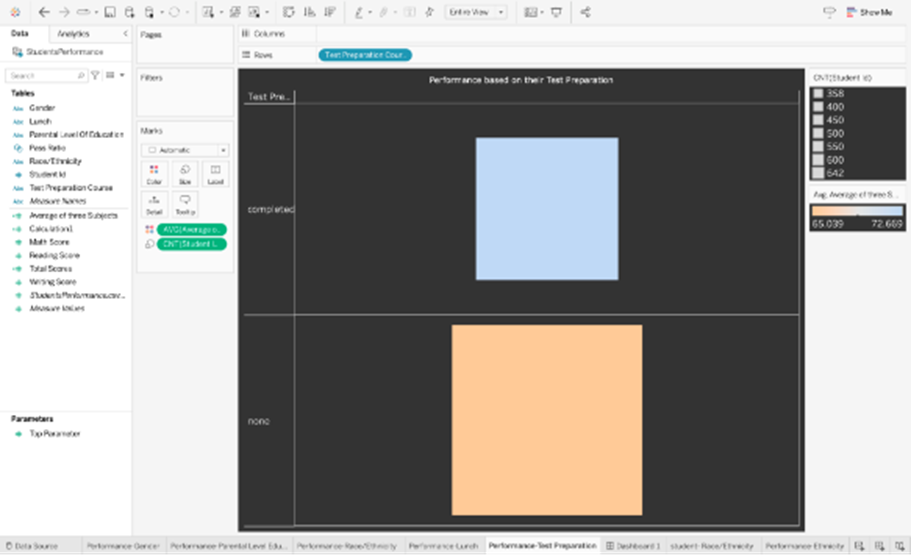 Entire View
Show Me
Data
Analytics
StudentsPerformance
Search
Tables
Gender
Lunch
Parental Level Of Education
Pass Ratio
Race/Ethnicity
Student Id
Test Preparation Course
Measure Names
Average of three Subjects
Calculation1
Math Score
Reading Score
Total Scores
Writing Score
StudentsPerformance.csv...
Measure Values
Parameters
Top Parameter
Pages
Filters
Marks
Automatic
Color
Size
Label
Detail
Tooltip
AVG(Average o..
CNT(Student I..
Columns
Rows
Test Preparation Cour..
Performance based on their Test Preparation
Test Pre..
completed
none
CNT(Student Id)
358
400
450
500
550
600
642
Avg. Average of three S...
65.039
72.669
Data Source
Performance-Gender
Performance-Parental Level Edu...
Performance-Race/Ethnicity
Performance-Lunch
Performance-Test Preparation
Dashboard 1
student- Race/Ethnicity
Performance-Ethnicity